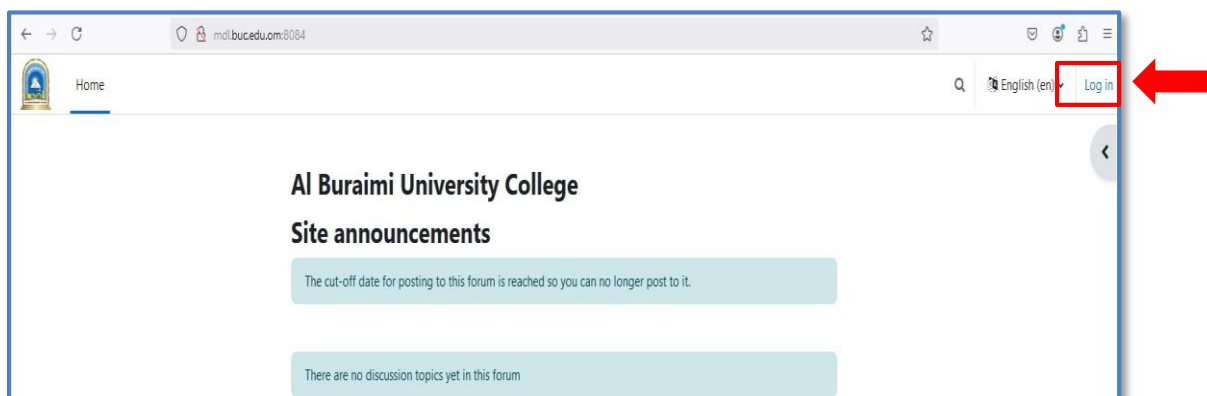 mdl.buc.edu.om:8084
Home
English (en)
Log in
Al Buraimi University College
Site announcements
The cut-off date for posting to this forum is reached so you can no longer post to it.
There are no discussion topics yet in this forum